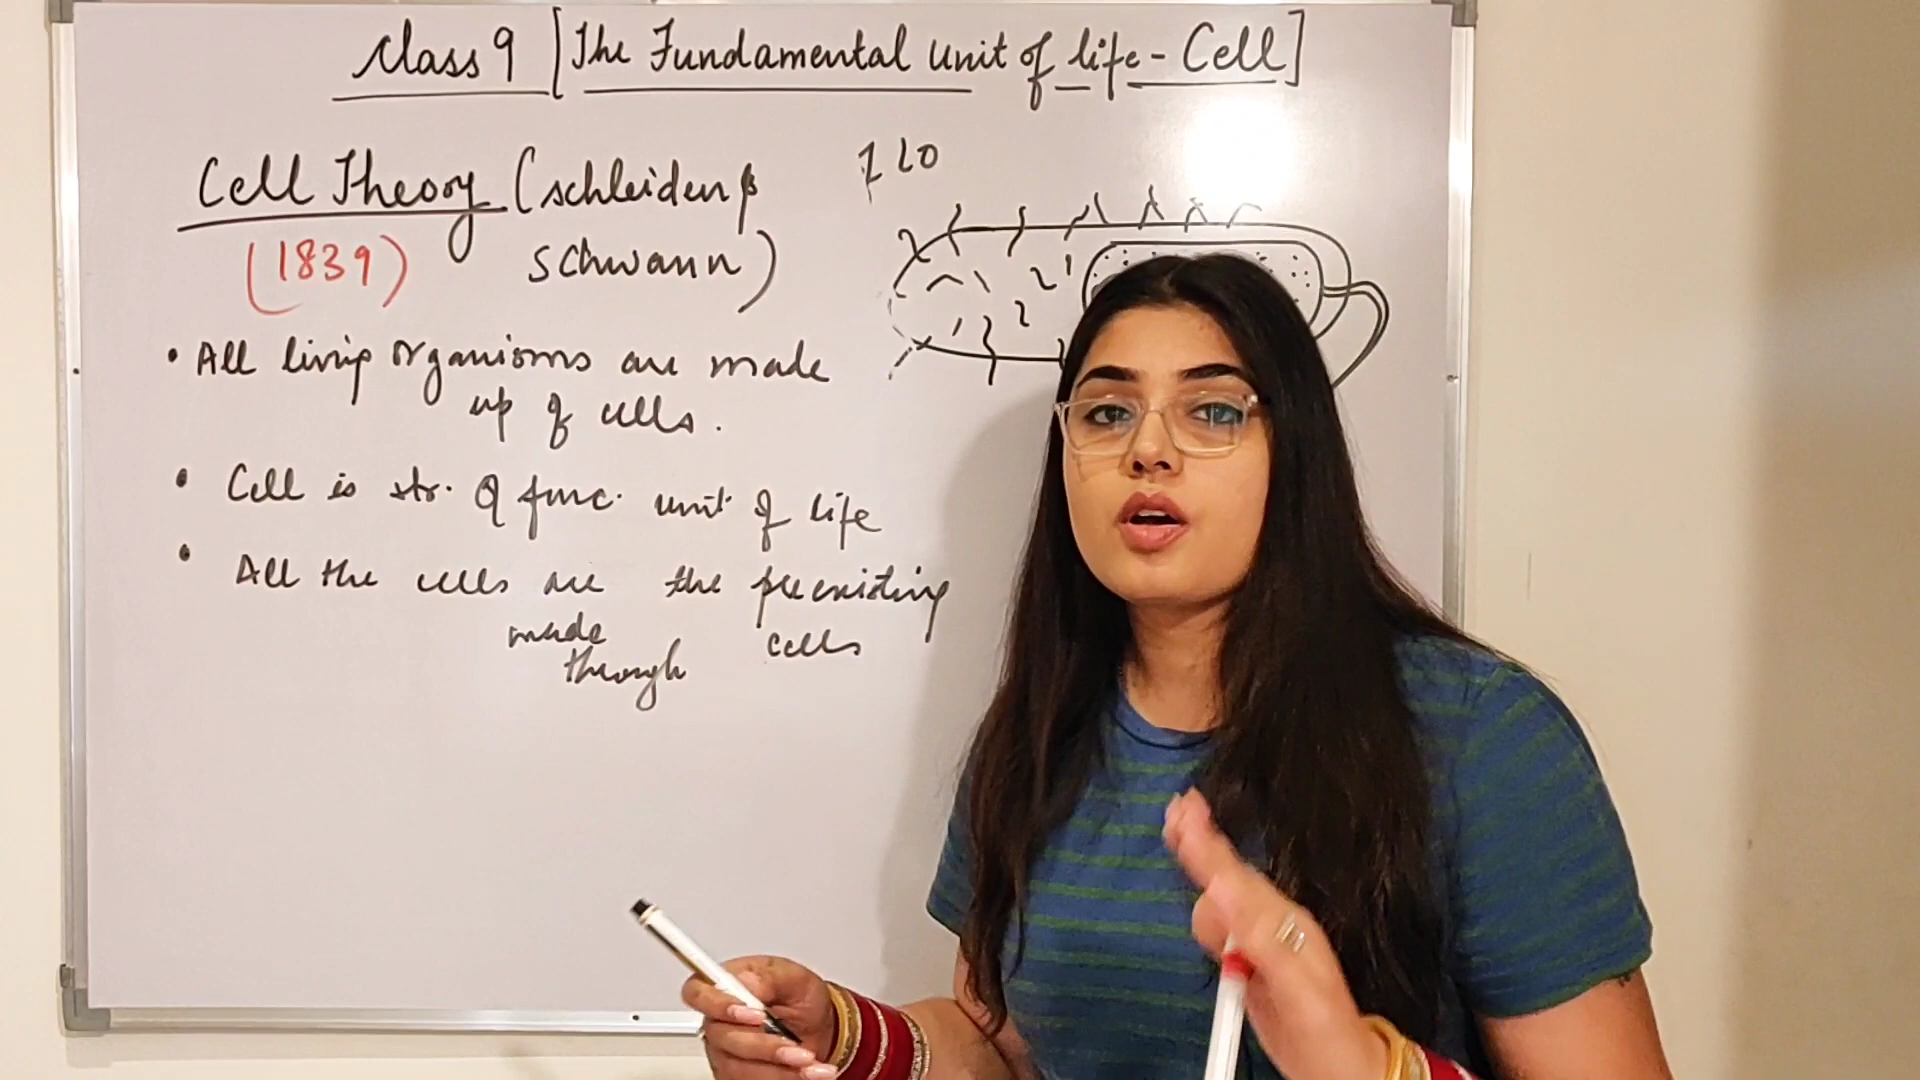 Class 9 [The Fundamental Unit of life - Cell]
Cell Theory (schleiden &
schwann)
(1839)
• All living organisms are made
up of cells.
• Cell is str. & func. unit of life
• All the cells are the preexisting
made
through cells